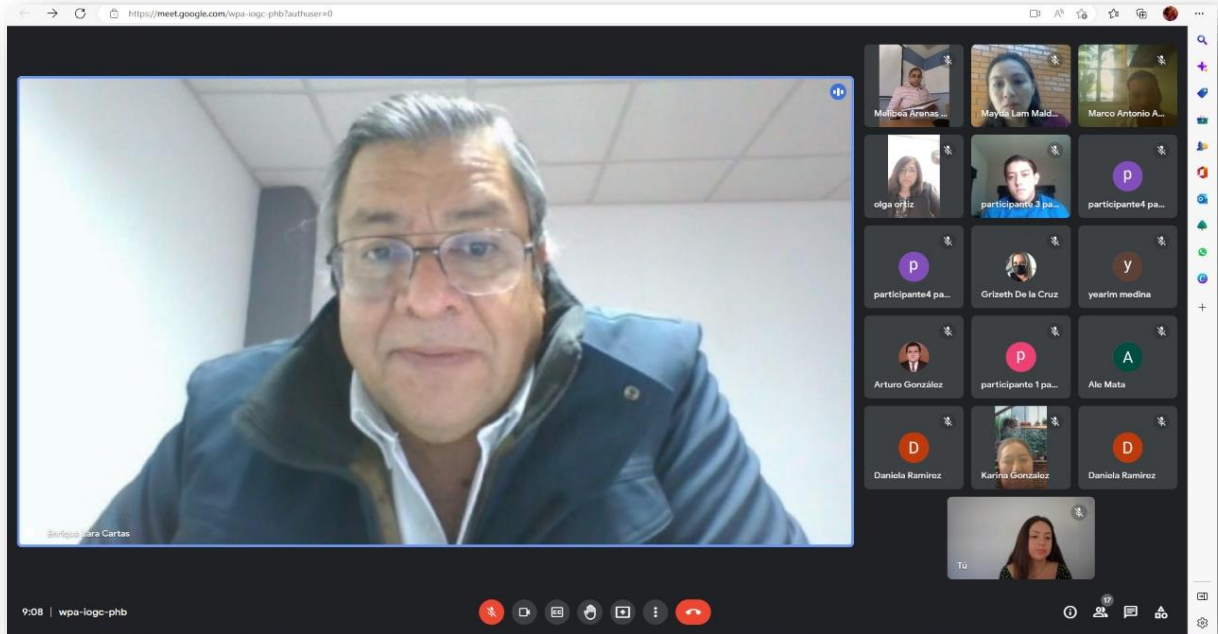 https://meet.google.com/wpa-iogc-phb?authuser=0
Melibea Arenas ...
Mayda Lam Mald...
Marco Antonio A...
olga ortiz
participante 3 pa...
p
participante4 pa...
p
participante4 pa...
Grizeth De la Cruz
y
yearim medina
Arturo González
p
participante 1 pa...
A
Ale Mata
D
Daniela Ramirez
Karina Gonzalez
D
Daniela Ramirez
Enrique Lara Cartas
Tú
9:08 | wpa-iogc-phb
CC
17